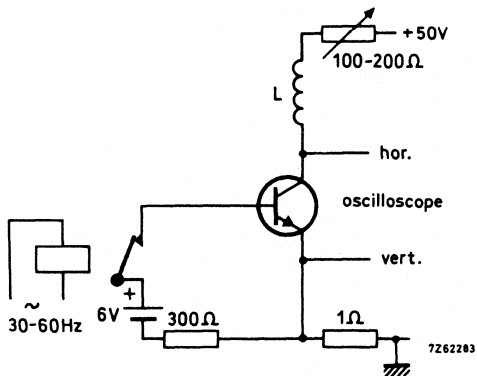 +50V
100-200Ω
L
hor.
oscilloscope
vert.
+
6V
300Ω
1Ω
~
30-60Hz
7Z62283